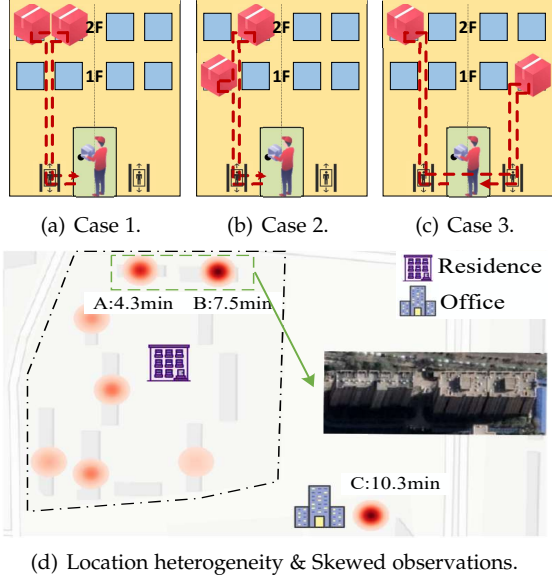 2F 2F 2F
1F 1F 1F
(a) Case 1. (b) Case 2. (c) Case 3.
Residence
Office
A:4.3min B:7.5min
C:10.3min
(d) Location heterogeneity & Skewed observations.